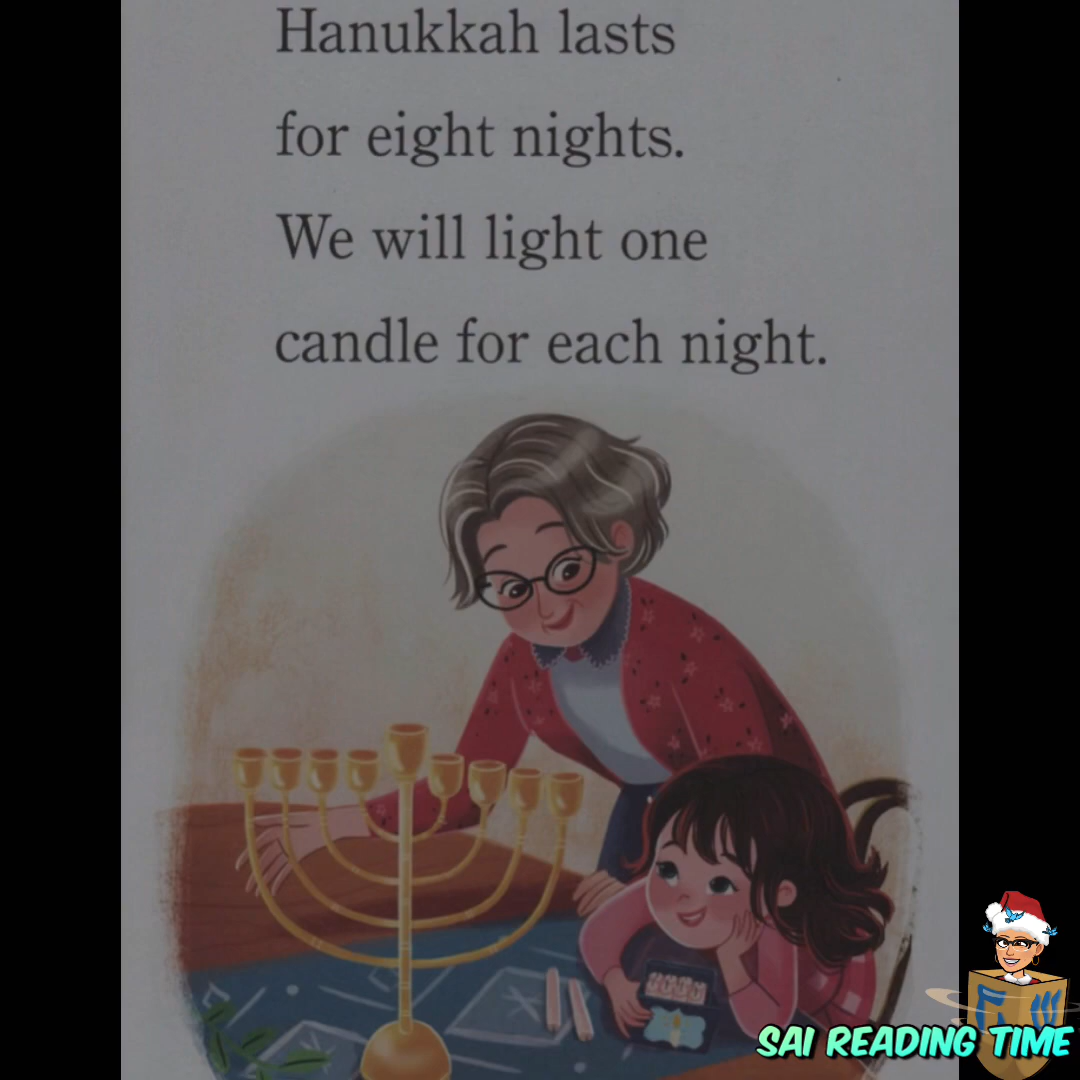 Hanukkah lasts
for eight nights.
We will light one
candle for each night.
SAI READING TIME